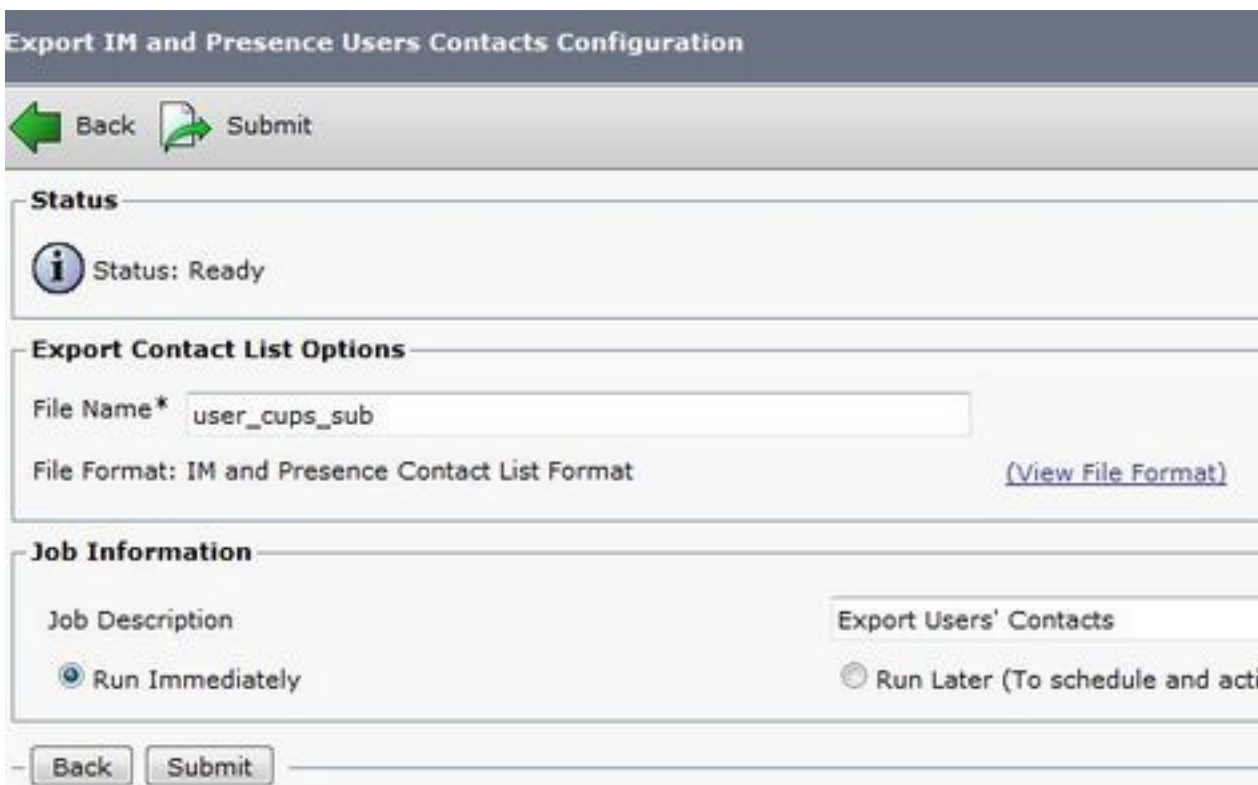 Export IM and Presence Users Contacts Configuration
Back Submit
Status
i Status: Ready
Export Contact List Options
File Name* user_cups_sub
File Format: IM and Presence Contact List Format (View File Format)
Job Information
Job Description Export Users' Contacts
Run Immediately Run Later (To schedule and acti
Back Submit